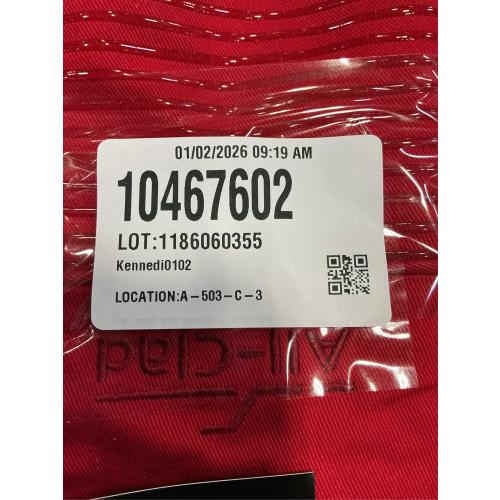 01/02/2026 09:19 AM
10467602
LOT:1186060355
Kennedi0102
LOCATION:A-503-C-3
All-Clad